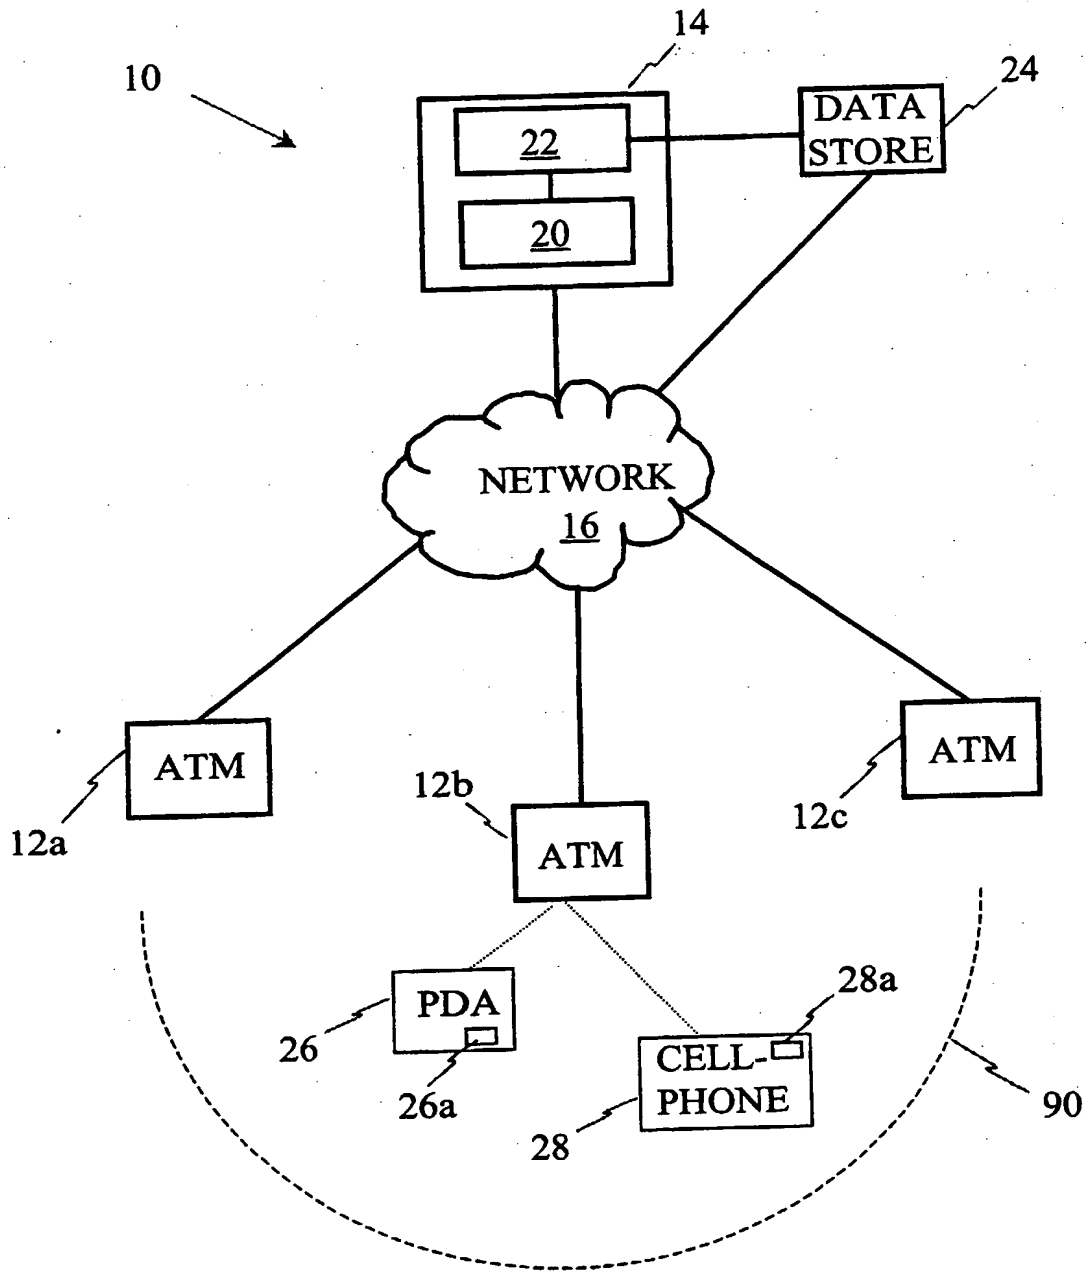 14
10
24
DATA
STORE
22
20
NETWORK
16
ATM
12a
12b
ATM
12c
ATM
PDA
26
26a
28a
CELL-
PHONE
28
90